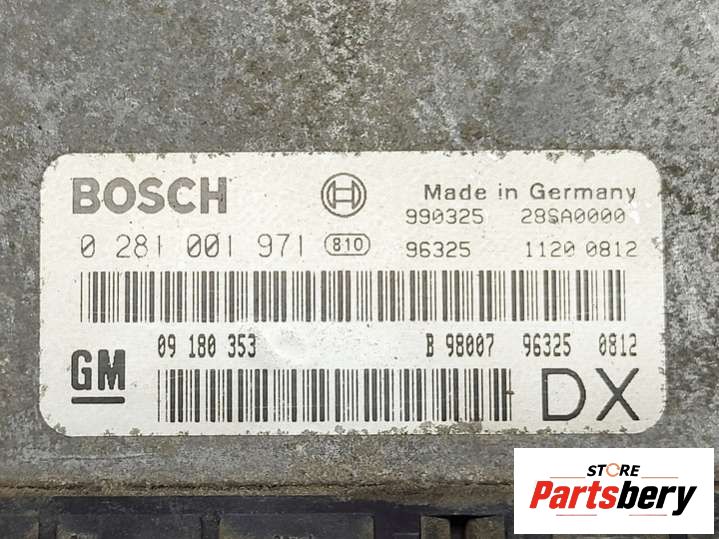 BOSCH Made in Germany
990325 28SA0000
0 281 001 971 810 96325 1120 0812
09 180 353 B 98007 96325 0812
GM DX
STORE
Partsbery